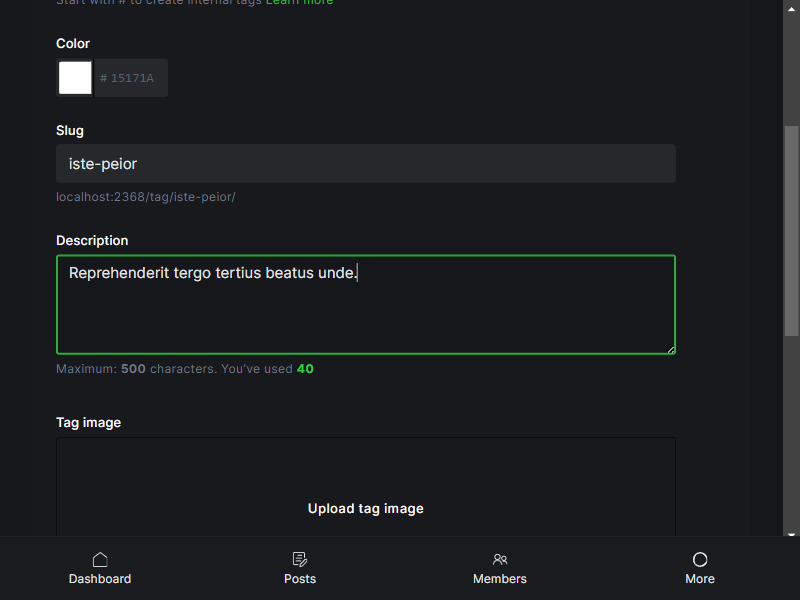 Start with # to create internal tags Learn more
Color
# 15171A
Slug
iste-peior
localhost:2368/tag/iste-peior/
Description
Reprehenderit tergo tertius beatus unde.
Maximum: 500 characters. You've used 40
Tag image
Upload tag image
Dashboard
Posts
Members
More